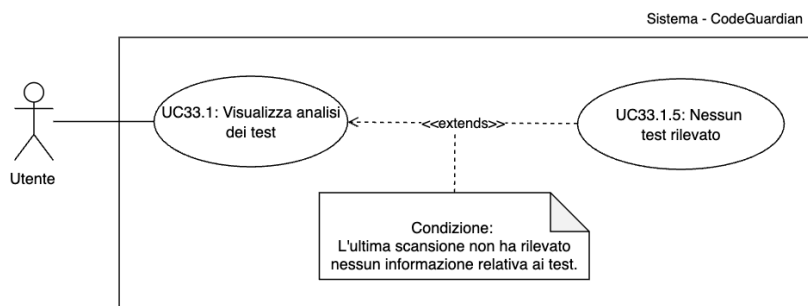 Sistema - CodeGuardian
UC33.1: Visualizza analisi
dei test
<<extends>>
UC33.1.5: Nessun
test rilevato
Utente
Condizione:
L'ultima scansione non ha rilevato
nessun informazione relativa ai test.